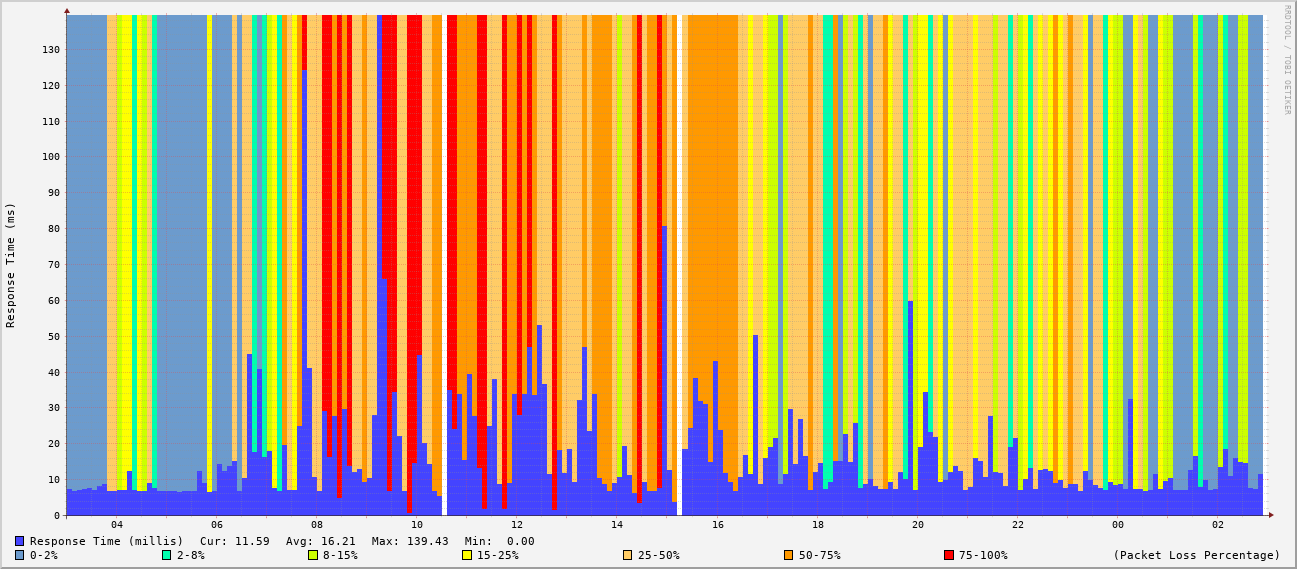 RRDTOOL / TOBI OETIKER
Response Time (ms)
130
120
110
100
90
80
70
60
50
40
30
20
10
0
04 06 08 10 12 14 16 18 20 22 00 02
Response Time (millis) Cur: 11.59 Avg: 16.21 Max: 139.43 Min: 0.00
0-2% 2-8% 8-15% 15-25% 25-50% 50-75% 75-100% (Packet Loss Percentage)